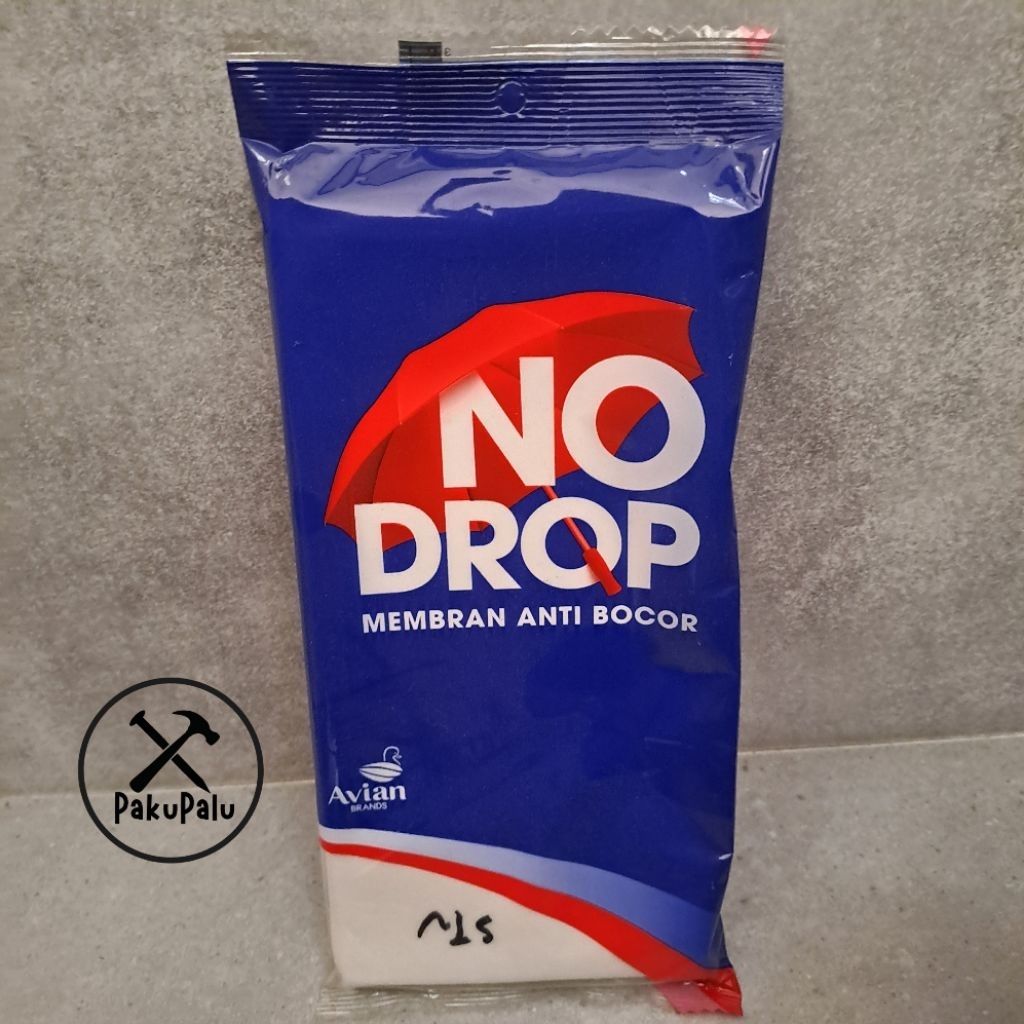 NO
DROP
MEMBRAN ANTI BOCOR
Avian
BRANDS
PakuPalu